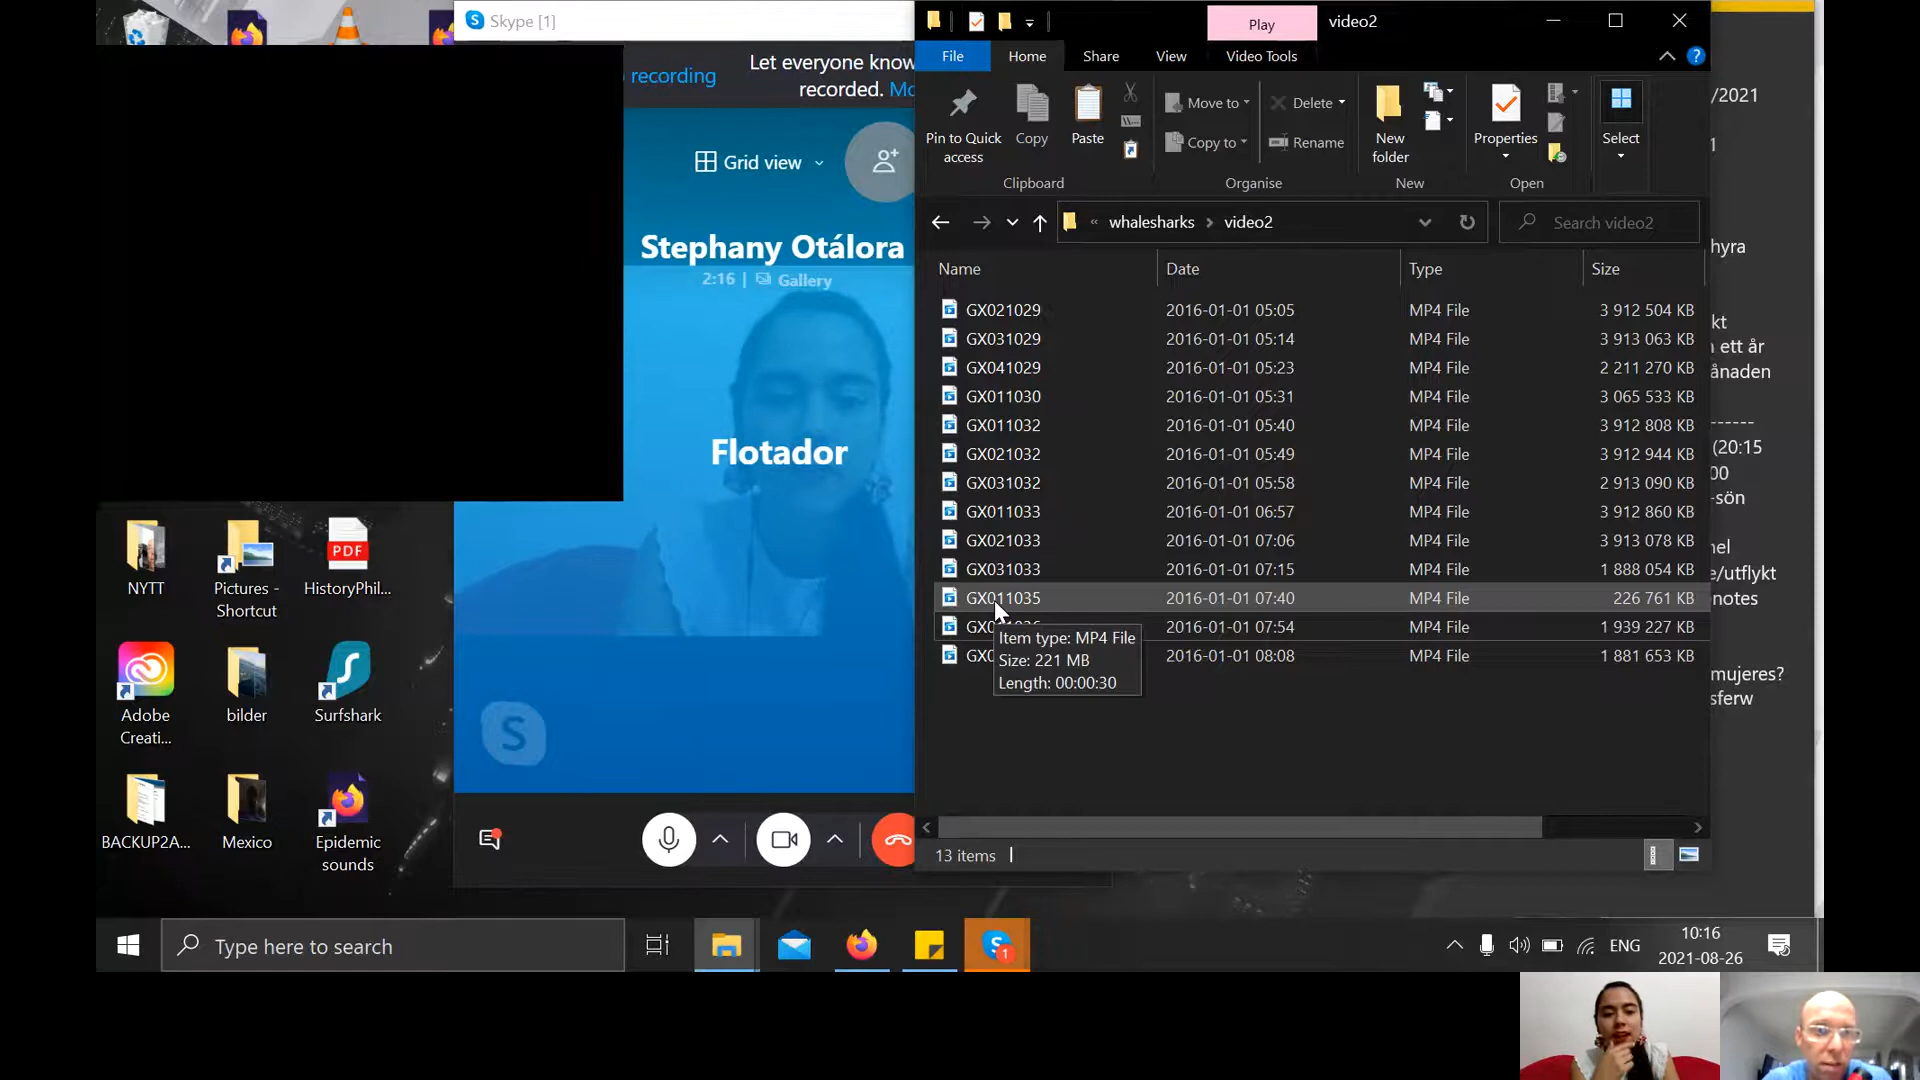 Skype [1]
recording
Let everyone know
recorded. Mo
Grid view
Stephany Otálora
2:16 | Gallery
Flotador
Play
video2
File
Home
Share
View
Video Tools
Pin to Quick
access
Copy
Paste
Move to
Copy to
Delete
Rename
New
folder
Properties
Select
Clipboard
Organise
New
Open
« whalesharks > video2
Search video2
Name Date Type Size
GX021029 2016-01-01 05:05 MP4 File 3 912 504 KB
GX031029 2016-01-01 05:14 MP4 File 3 913 063 KB
GX041029 2016-01-01 05:23 MP4 File 2 211 270 KB
GX011030 2016-01-01 05:31 MP4 File 3 065 533 KB
GX011032 2016-01-01 05:40 MP4 File 3 912 808 KB
GX021032 2016-01-01 05:49 MP4 File 3 912 944 KB
GX031032 2016-01-01 05:58 MP4 File 2 913 090 KB
GX011033 2016-01-01 06:57 MP4 File 3 912 860 KB
GX021033 2016-01-01 07:06 MP4 File 3 913 078 KB
GX031033 2016-01-01 07:15 MP4 File 1 888 054 KB
GX011035 2016-01-01 07:40 MP4 File 226 761 KB
2016-01-01 07:54 MP4 File 1 939 227 KB
2016-01-01 08:08 MP4 File 1 881 653 KB
Item type: MP4 File
Size: 221 MB
Length: 00:00:30
13 items
/2021
1
hyra
kt
ett år
ånaden
------
(20:15
00
-sön
nel
e/utflykt
notes
mujeres?
sferw
NYTT
Pictures -
Shortcut
PDF
HistoryPhil...
Adobe
Creati...
bilder
Surfshark
BACKUP2A...
Mexico
Epidemic
sounds
Type here to search
1
ENG
10:16
2021-08-26